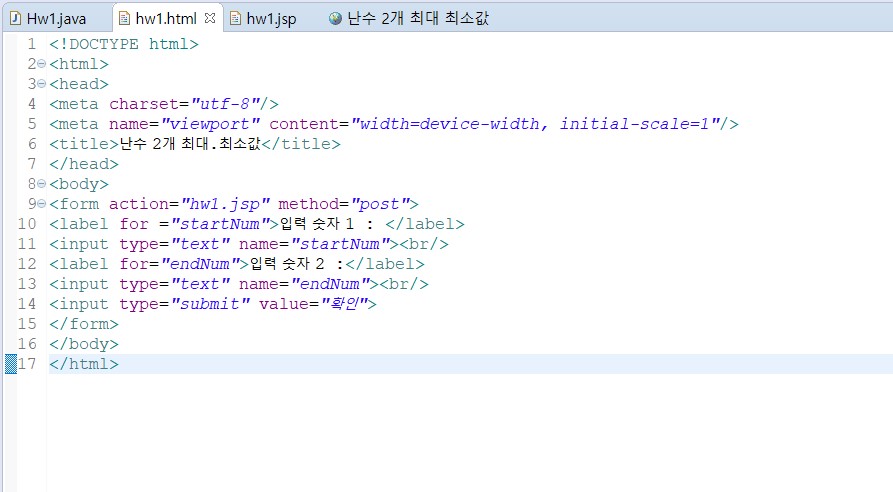 Hw1.java hw1.html hw1.jsp 난수 2개 최대 최소값
1 <!DOCTYPE html>
2 <html>
3 <head>
4 <meta charset="utf-8"/>
5 <meta name="viewport" content="width=device-width, initial-scale=1"/>
6 <title>난수 2개 최대.최소값</title>
7 </head>
8 <body>
9 <form action="hw1.jsp" method="post">
10 <label for ="startNum">입력 숫자 1 : </label>
11 <input type="text" name="startNum"><br/>
12 <label for="endNum">입력 숫자 2 :</label>
13 <input type="text" name="endNum"><br/>
14 <input type="submit" value="확인">
15 </form>
16 </body>
17 </html>